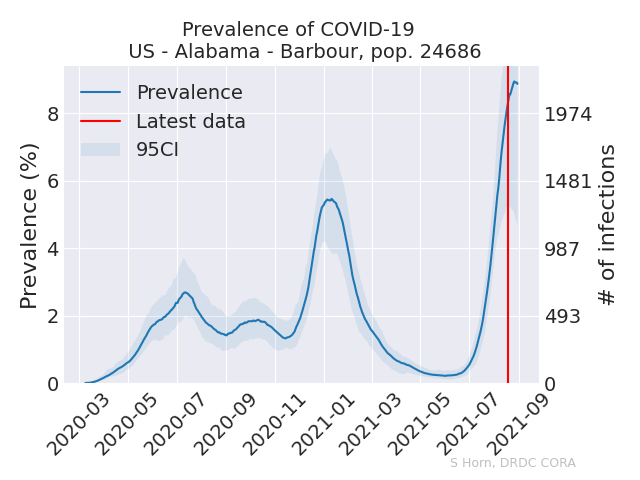 Prevalence of COVID-19
US - Alabama - Barbour, pop. 24686
Prevalence
Latest data
95CI
Prevalence (%)
8
6
4
2
0
1974
1481
987
493
0
# of infections
2020-03
2020-05
2020-07
2020-09
2020-11
2021-01
2021-03
2021-05
2021-07
2021-09
S Horn, DRDC CORA